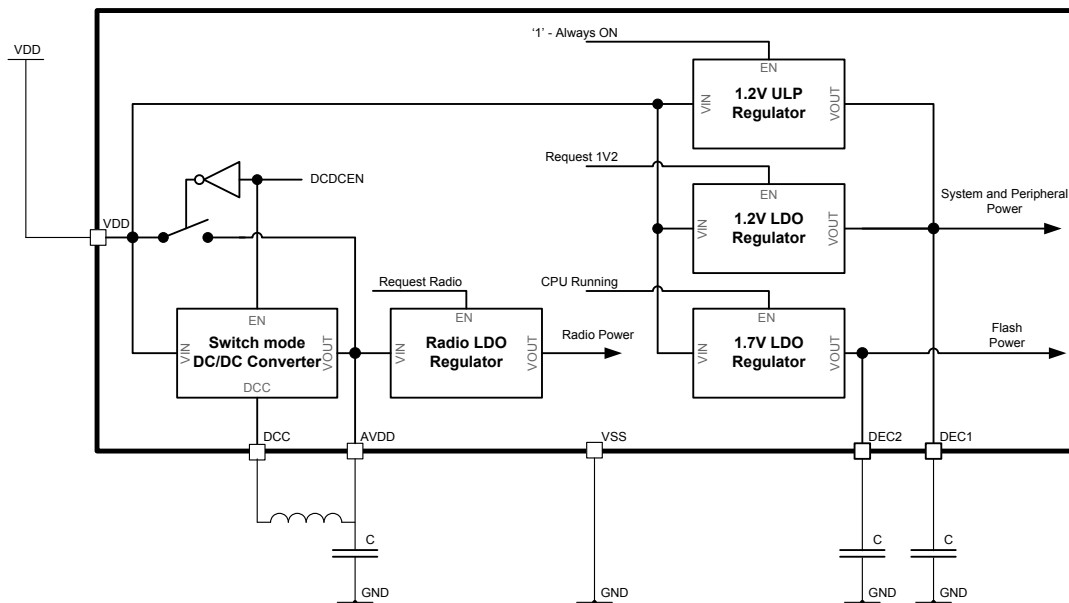 '1' - Always ON
VDD
EN
VIN
1.2V ULP
Regulator
VOUT
Request 1V2
EN
VIN
1.2V LDO
Regulator
VOUT
System and Peripheral
Power
DCDCEN
VDD
Request Radio
CPU Running
EN
VIN
Switch mode
DC/DC Converter
VOUT
DCC
EN
VIN
Radio LDO
Regulator
Radio Power
VOUT
EN
VIN
1.7V LDO
Regulator
VOUT
Flash
Power
DCC
AVDD
VSS
DEC2
DEC1
C
C
C
GND
GND
GND
GND